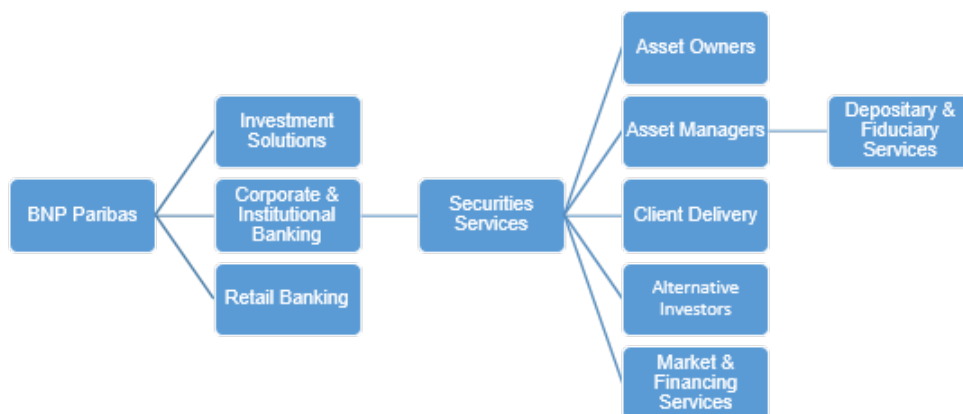 BNP Paribas
Investment
Solutions
Corporate &
Institutional
Banking
Retail Banking
Securities
Services
Asset Owners
Asset Managers
Client Delivery
Alternative
Investors
Market &
Financing
Services
Depositary &
Fiduciary
Services